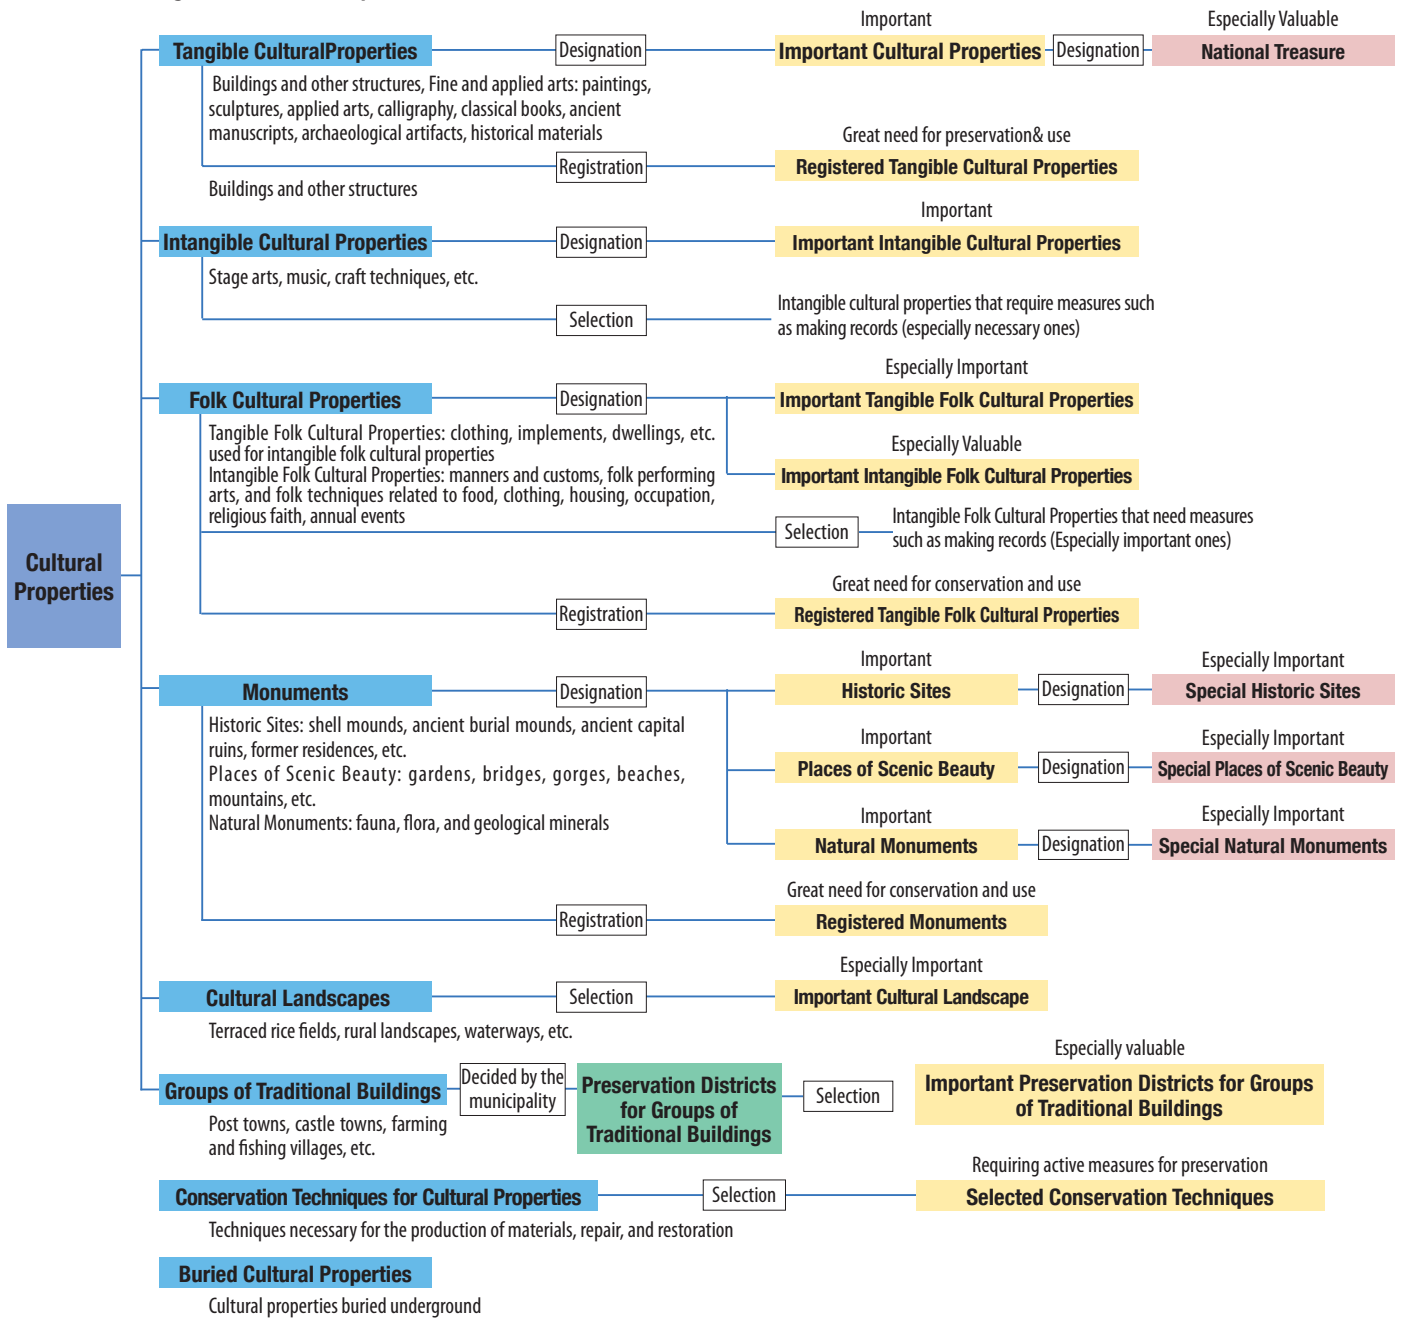 Important
Especially Valuable
Tangible CulturalProperties
Designation
Important Cultural Properties
Designation
National Treasure
Buildings and other structures, Fine and applied arts: paintings,
sculptures, applied arts, calligraphy, classical books, ancient
manuscripts, archaeological artifacts, historical materials
Great need for preservation& use
Registration
Registered Tangible Cultural Properties
Buildings and other structures
Important
Intangible Cultural Properties
Designation
Important Intangible Cultural Properties
Stage arts, music, craft techniques, etc.
Selection
Intangible cultural properties that require measures such
as making records (especially necessary ones)
Especially Important
Folk Cultural Properties
Designation
Important Tangible Folk Cultural Properties
Tangible Folk Cultural Properties: clothing, implements, dwellings, etc.
used for intangible folk cultural properties
Intangible Folk Cultural Properties: manners and customs, folk performing
arts, and folk techniques related to food, clothing, housing, occupation,
religious faith, annual events
Especially Valuable
Important Intangible Folk Cultural Properties
Selection
Intangible Folk Cultural Properties that need measures
such as making records (Especially important ones)
Cultural
Properties
Great need for conservation and use
Registration
Registered Tangible Folk Cultural Properties
Important
Especially Important
Monuments
Designation
Historic Sites
Designation
Special Historic Sites
Historic Sites: shell mounds, ancient burial mounds, ancient capital
ruins, former residences, etc.
Places of Scenic Beauty: gardens, bridges, gorges, beaches,
mountains, etc.
Natural Monuments: fauna, flora, and geological minerals
Important
Especially Important
Places of Scenic Beauty
Designation
Special Places of Scenic Beauty
Important
Especially Important
Natural Monuments
Designation
Special Natural Monuments
Great need for conservation and use
Registration
Registered Monuments
Especially Important
Cultural Landscapes
Selection
Important Cultural Landscape
Terraced rice fields, rural landscapes, waterways, etc.
Especially valuable
Groups of Traditional Buildings
Decided by the
municipality
Preservation Districts
for Groups of
Traditional Buildings
Selection
Important Preservation Districts for Groups
of Traditional Buildings
Post towns, castle towns, farming
and fishing villages, etc.
Requiring active measures for preservation
Conservation Techniques for Cultural Properties
Selection
Selected Conservation Techniques
Techniques necessary for the production of materials, repair, and restoration
Buried Cultural Properties
Cultural properties buried underground